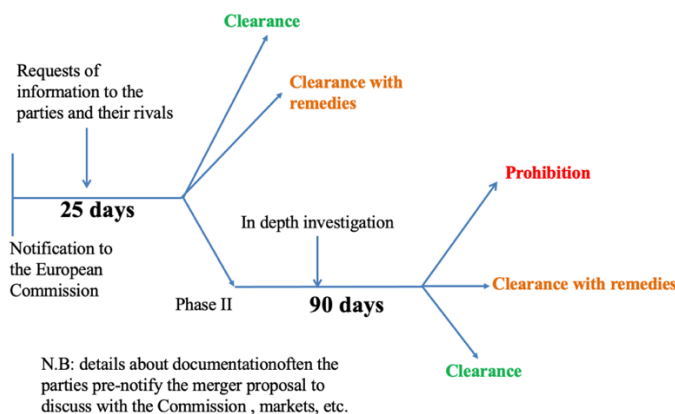 Clearance
Requests of
information to the
parties and their rivals
Clearance with
remedies
25 days
Notification to
the European
Commission
Prohibition
In depth investigation
Phase II
90 days
Clearance with remedies
Clearance
N.B: details about documentationoften the
parties pre-notify the merger proposal to
discuss with the Commission , markets, etc.